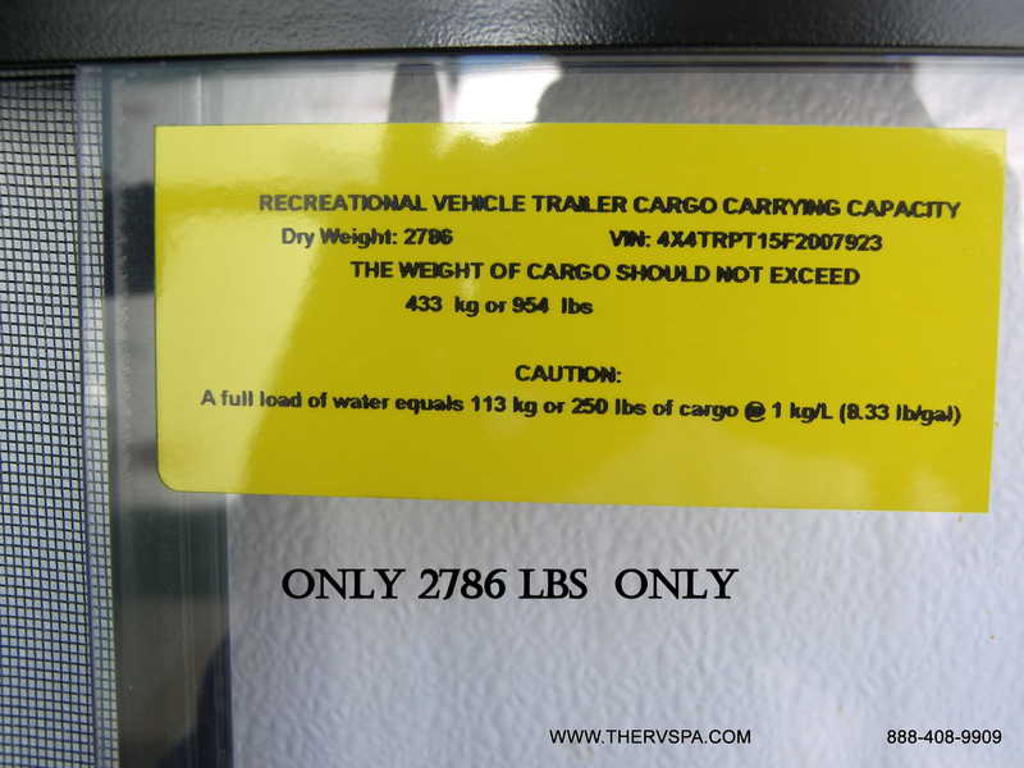 RECREATIONAL VEHICLE TRAILER CARGO CARRYING CAPACITY
Dry Weight: 2786 VIN: 4X4TRPT15F2007923
THE WEIGHT OF CARGO SHOULD NOT EXCEED
433 kg or 954 lbs
CAUTION:
A full load of water equals 113 kg or 250 lbs of cargo @ 1 kg/L (8.33 lb/gal)
ONLY 2786 LBS ONLY
WWW.THERVSPA.COM 888-408-9909